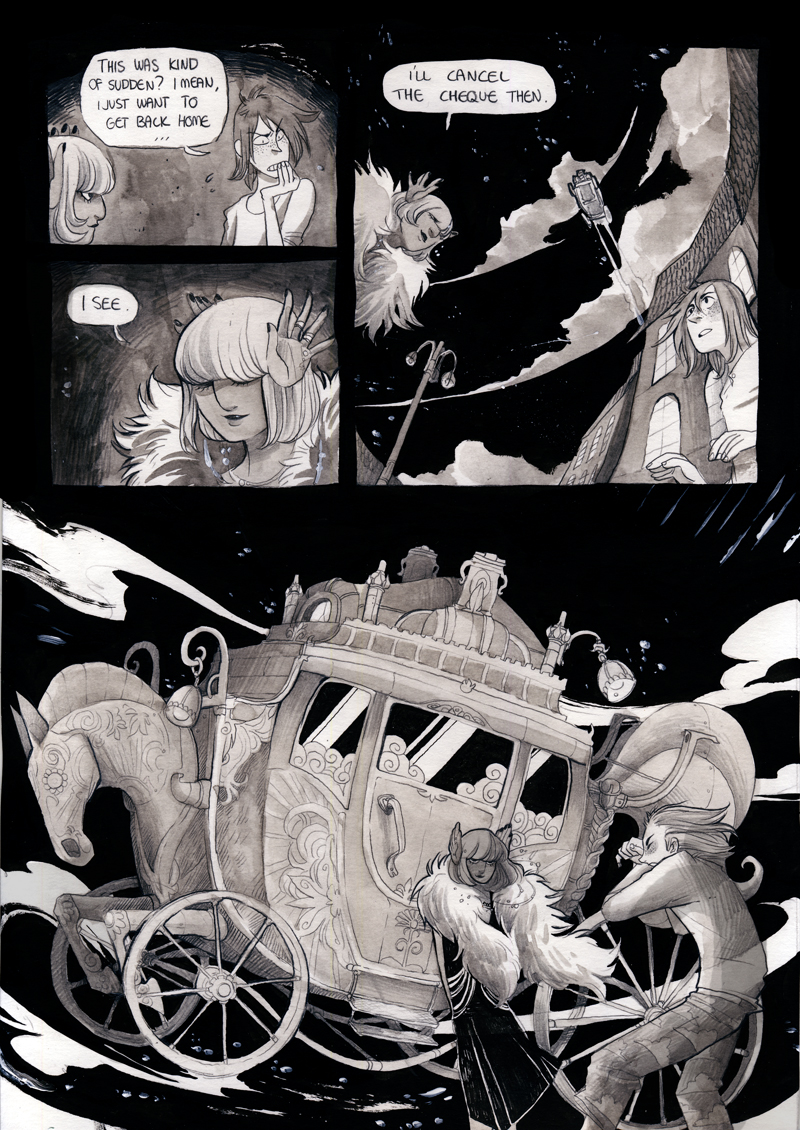 THIS WAS KIND
OF SUDDEN? I MEAN,
I JUST WANT TO
GET BACK HOME
...
I SEE.
I'LL CANCEL
THE CHEQUE THEN.